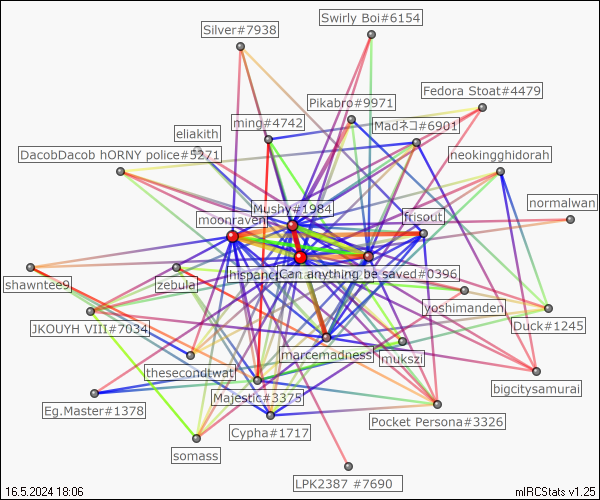 Swirly Boi#6154
Silver#7938
Fedora Stoat#4479
Pikabro#9971
ming#4742
Madネコ#6901
eliakith
DacobDacob hORNY police#5271
neokingghidorah
normalwan
Mushy#1984
moonraven
frisout
Can anything be saved#0396
shawntee9
zebula
yoshimanden
JKOUYH VIII#7034
Duck#1245
marcemadness
mukszi
thesecondtwat
bigcitysamurai
Majestic#3375
Eg.Master#1378
Pocket Persona#3326
Cypha#1717
somass
LPK2387 #7690
16.5.2024 18:06
mIRCStats v1.25